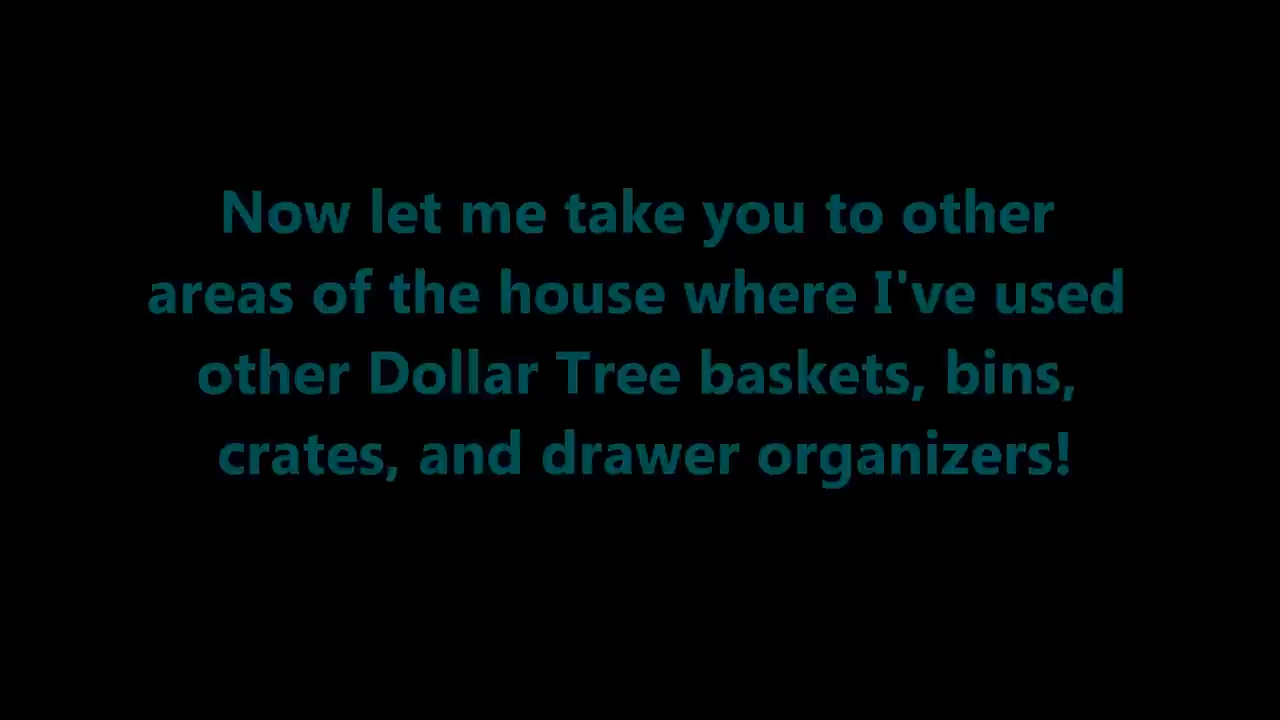 Now let me take you to other
areas of the house where I've used
other Dollar Tree baskets, bins,
crates, and drawer organizers!